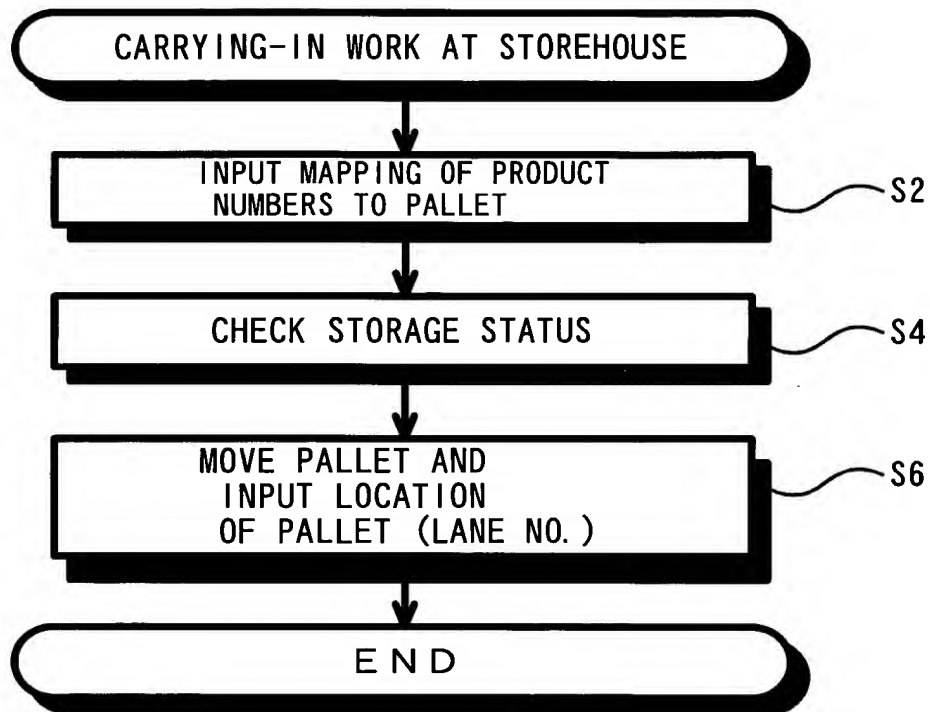 CARRYING-IN WORK AT STOREHOUSE
INPUT MAPPING OF PRODUCT
NUMBERS TO PALLET
S2
CHECK STORAGE STATUS
S4
MOVE PALLET AND
INPUT LOCATION
OF PALLET (LANE NO.)
S6
END